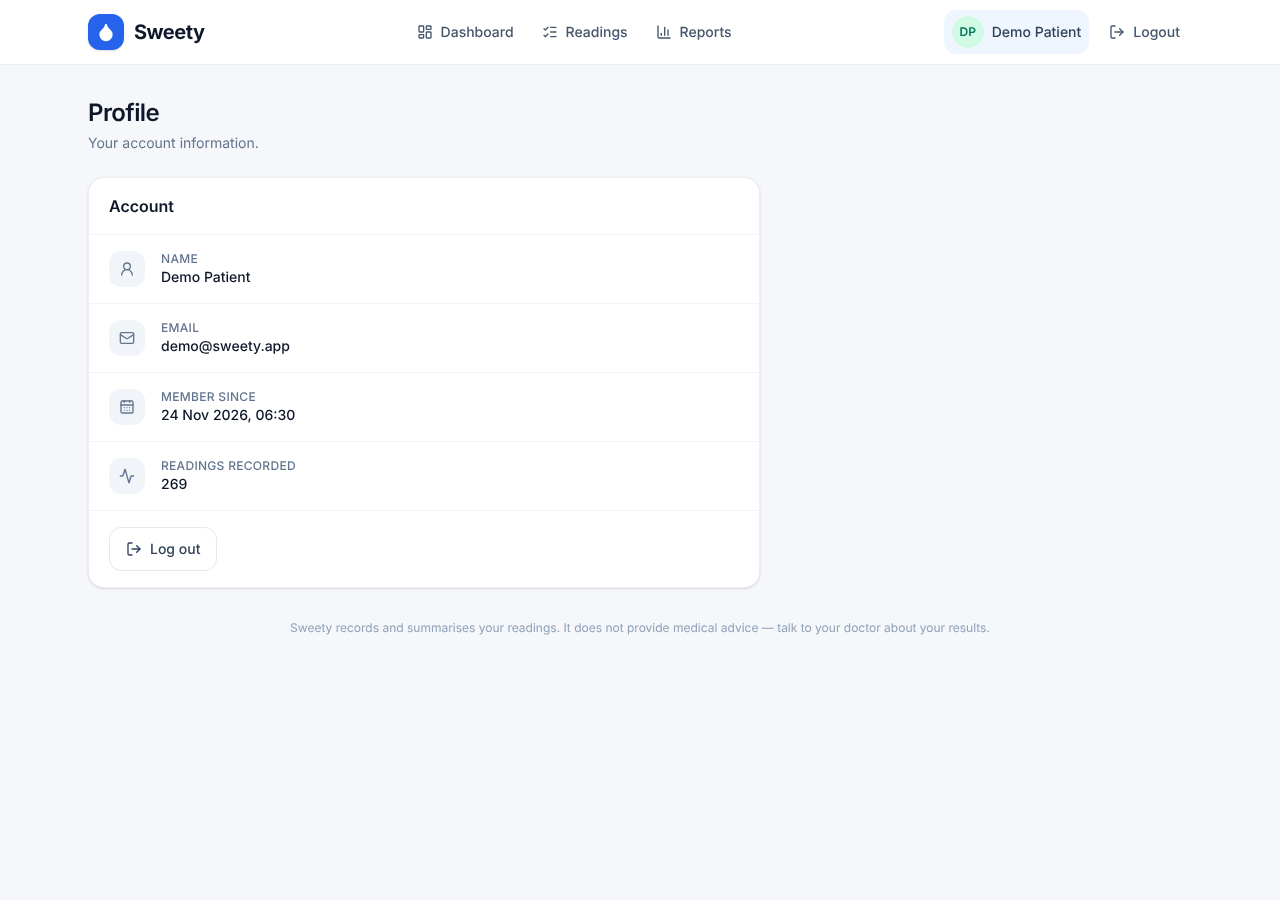 Sweety
Dashboard
Readings
Reports
DP
Demo Patient
Logout
Profile
Your account information.
Account
NAME
Demo Patient
EMAIL
demo@sweety.app
MEMBER SINCE
24 Nov 2026, 06:30
READINGS RECORDED
269
Log out
Sweety records and summarises your readings. It does not provide medical advice — talk to your doctor about your results.